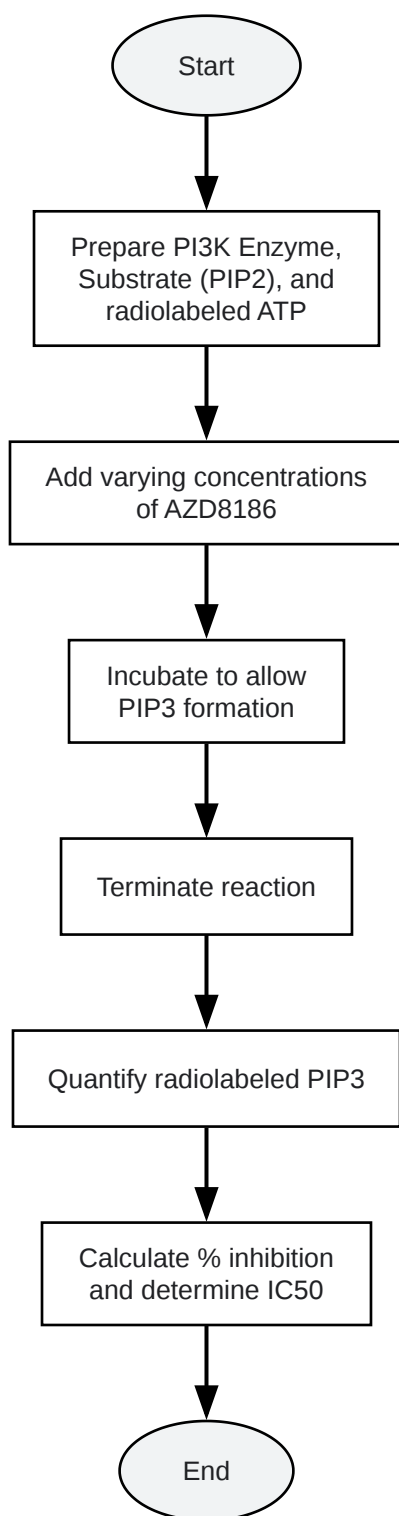 Start
Prepare PI3K Enzyme,
Substrate (PIP2), and
radiolabeled ATP
Add varying concentrations
of AZD8186
Incubate to allow
PIP3 formation
Terminate reaction
Quantify radiolabeled PIP3
Calculate % inhibition
and determine IC50
End